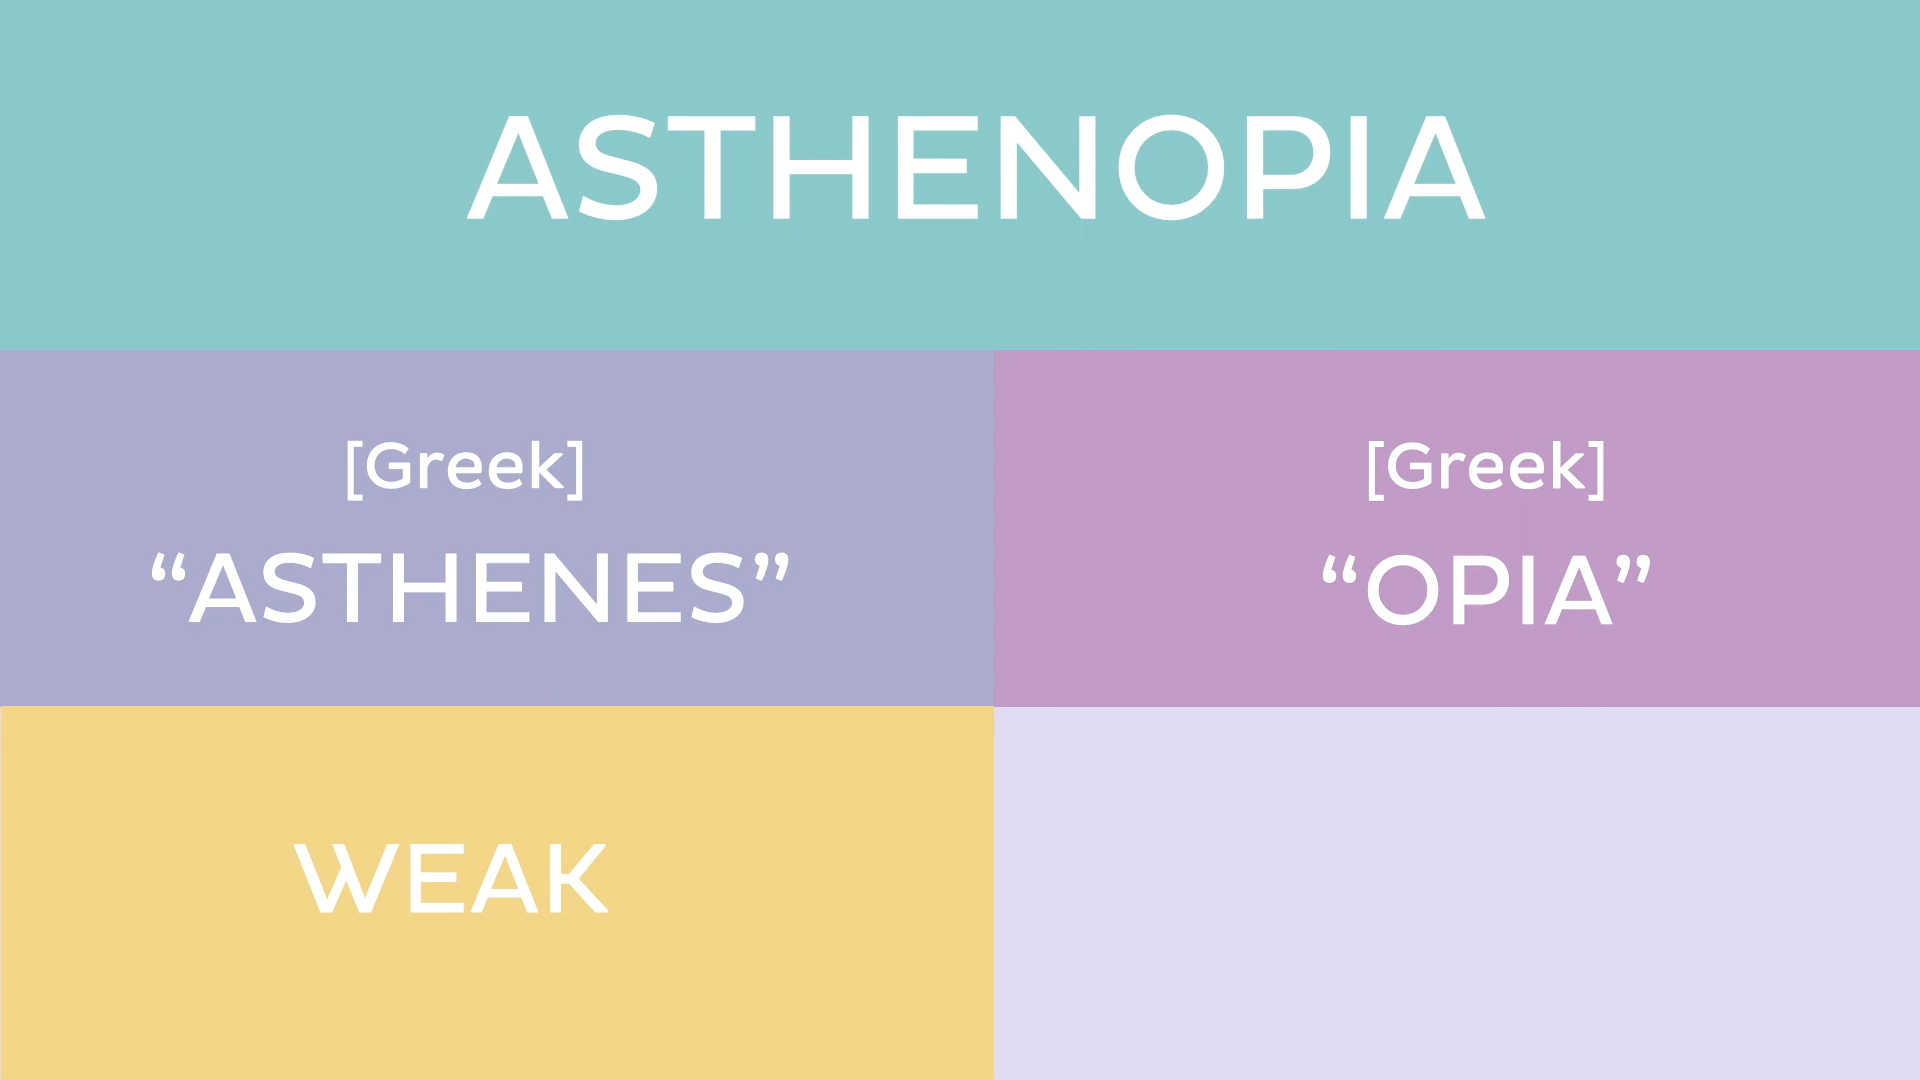 ASTHENOPIA
[Greek]
“ASTHENES”
[Greek]
“OPIA”
WEAK